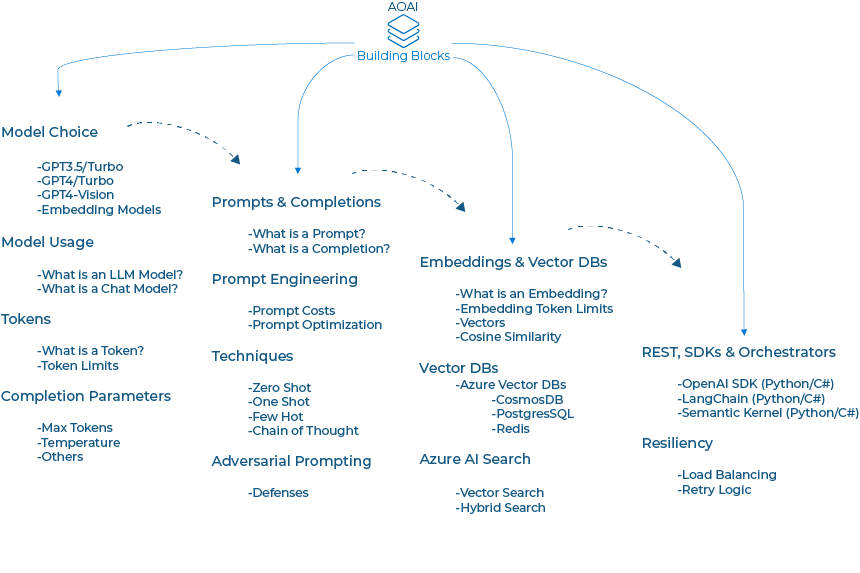 AOAI
Building Blocks
Model Choice
-GPT3.5/Turbo
-GPT4/Turbo
-GPT4-Vision
-Embedding Models
Model Usage
-What is an LLM Model?
-What is a Chat Model?
Tokens
-What is a Token?
-Token Limits
Completion Parameters
-Max Tokens
-Temperature
-Others
Prompts & Completions
-What is a Prompt?
-What is a Completion?
Prompt Engineering
-Prompt Costs
-Prompt Optimization
Techniques
-Zero Shot
-One Shot
-Few Hot
-Chain of Thought
Adversarial Prompting
-Defenses
Embeddings & Vector DBs
-What is an Embedding?
-Embedding Token Limits
-Vectors
-Cosine Similarity
Vector DBs
-Azure Vector DBs
-CosmosDB
-PostgresSQL
-Redis
Azure AI Search
-Vector Search
-Hybrid Search
REST, SDKs & Orchestrators
-OpenAI SDK (Python/C#)
-LangChain (Python/C#)
-Semantic Kernel (Python/C#)
Resiliency
-Load Balancing
-Retry Logic